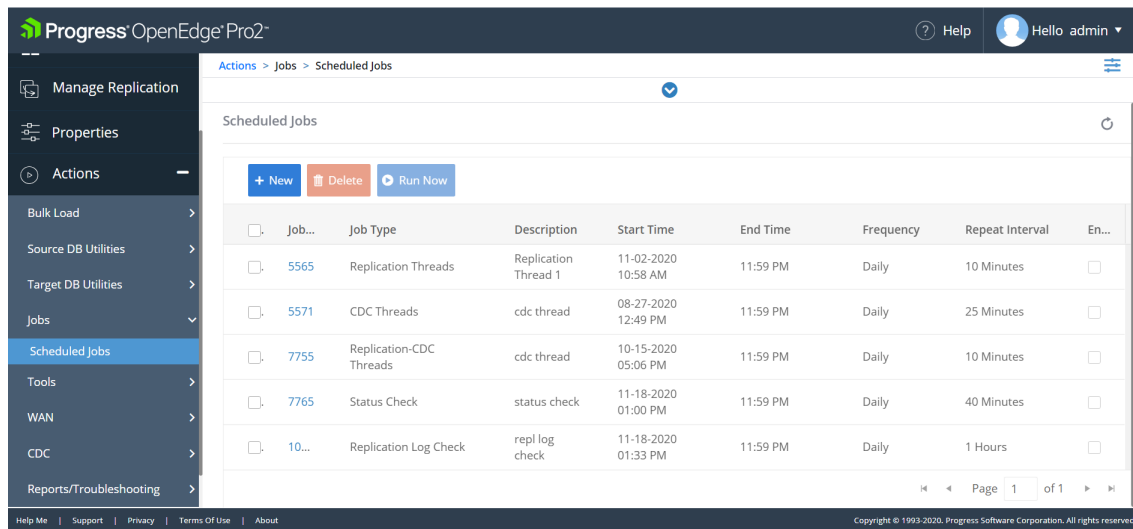 Progress® OpenEdge® Pro2™
? Help
Hello admin ▼
Manage Replication
Properties
Actions
Bulk Load
Source DB Utilities
Target DB Utilities
Jobs
Scheduled Jobs
Tools
WAN
CDC
Reports/Troubleshooting
Actions > Jobs > Scheduled Jobs
Scheduled Jobs
+ New Delete Run Now
Job... Job Type Description Start Time End Time Frequency Repeat Interval En...
5565 Replication Threads Replication Thread 1 11-02-2020 10:58 AM 11:59 PM Daily 10 Minutes
5571 CDC Threads cdc thread 08-27-2020 12:49 PM 11:59 PM Daily 25 Minutes
7755 Replication-CDC Threads cdc thread 10-15-2020 05:06 PM 11:59 PM Daily 10 Minutes
7765 Status Check status check 11-18-2020 01:00 PM 11:59 PM Daily 40 Minutes
10... Replication Log Check repl log check 11-18-2020 01:33 PM 11:59 PM Daily 1 Hours
Page 1 of 1
Help Me | Support | Privacy | Terms Of Use | About
Copyright © 1993-2020. Progress Software Corporation. All rights reserved